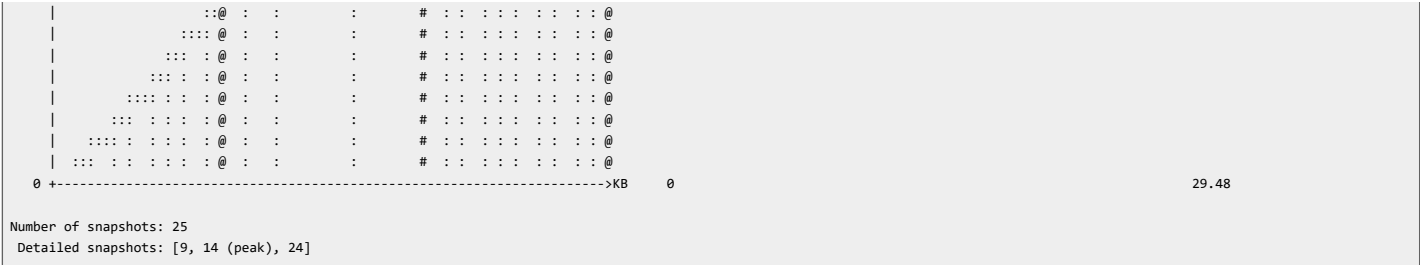 |                   ::@  :   :         :        #  : :  : : :  : :  : : @
    |                :::: @  :   :         :        #  : :  : : :  : :  : : @
    |              :::  : @  :   :         :        #  : :  : : :  : :  : : @
    |            ::: :  : @  :   :         :        #  : :  : : :  : :  : : @
    |         :::: : :  : @  :   :         :        #  : :  : : :  : :  : : @
    |       :::  : : :  : @  :   :         :        #  : :  : : :  : :  : : @
    |    :::: :  : : :  : @  :   :         :        #  : :  : : :  : :  : : @
    | :::  : :  : : :  : @  :   :         :        #  : :  : : :  : :  : : @
  0 +----------------------------------------------------------------------->KB     0                                                                   29.48
Number of snapshots: 25
 Detailed snapshots: [9, 14 (peak), 24]